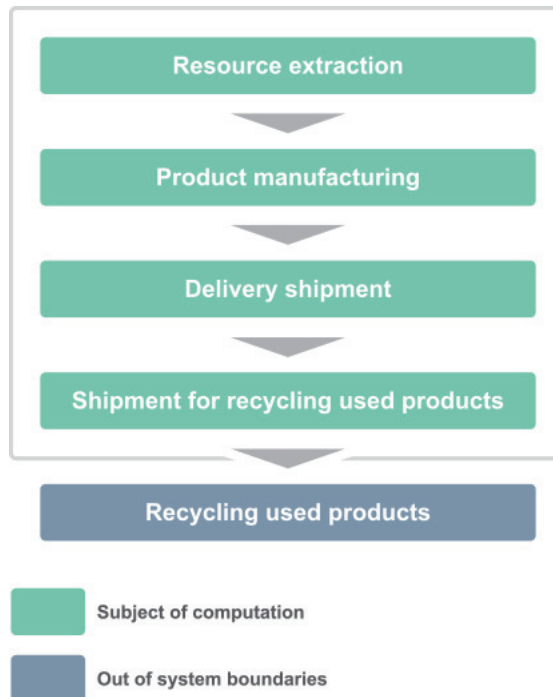 Resource extraction
Product manufacturing
Delivery shipment
Shipment for recycling used products
Recycling used products
Subject of computation
Out of system boundaries